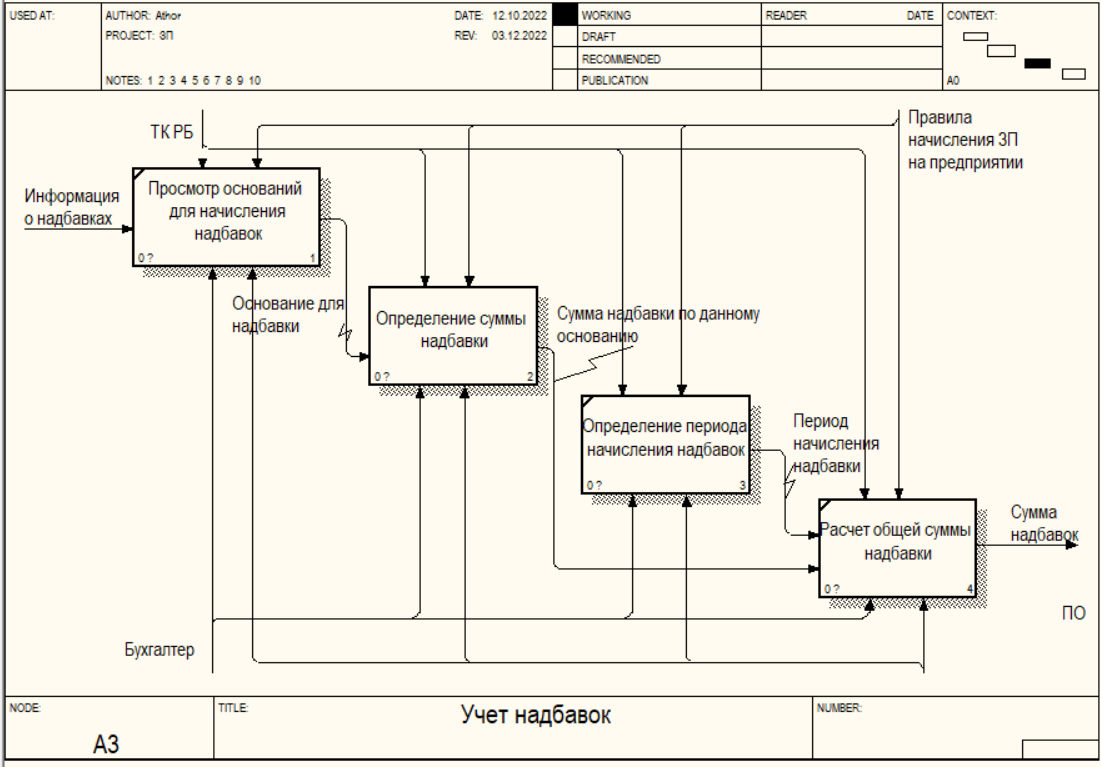 USED AT:
AUTHOR: Athor
DATE: 12.10.2022
WORKING
READER
DATE
CONTEXT:
PROJECT: ЗП
REV: 03.12.2022
DRAFT
RECOMMENDED
NOTES: 1 2 3 4 5 6 7 8 9 10
PUBLICATION
A0
ТК РБ
Правила
начисления ЗП
на предприятии
Информация
о надбавках
Просмотр оснований
для начисления
надбавок
0 ?
1
Основание для
надбавки
Определение суммы
надбавки
0 ?
2
Сумма надбавки по данному
основанию
Определение периода
начисления надбавок
0 ?
3
Период
начисления
надбавки
Расчет общей суммы
надбавки
0 ?
4
Сумма
надбавок
ПО
Бухгалтер
NODE:
A3
TITLE:
Учет надбавок
NUMBER: